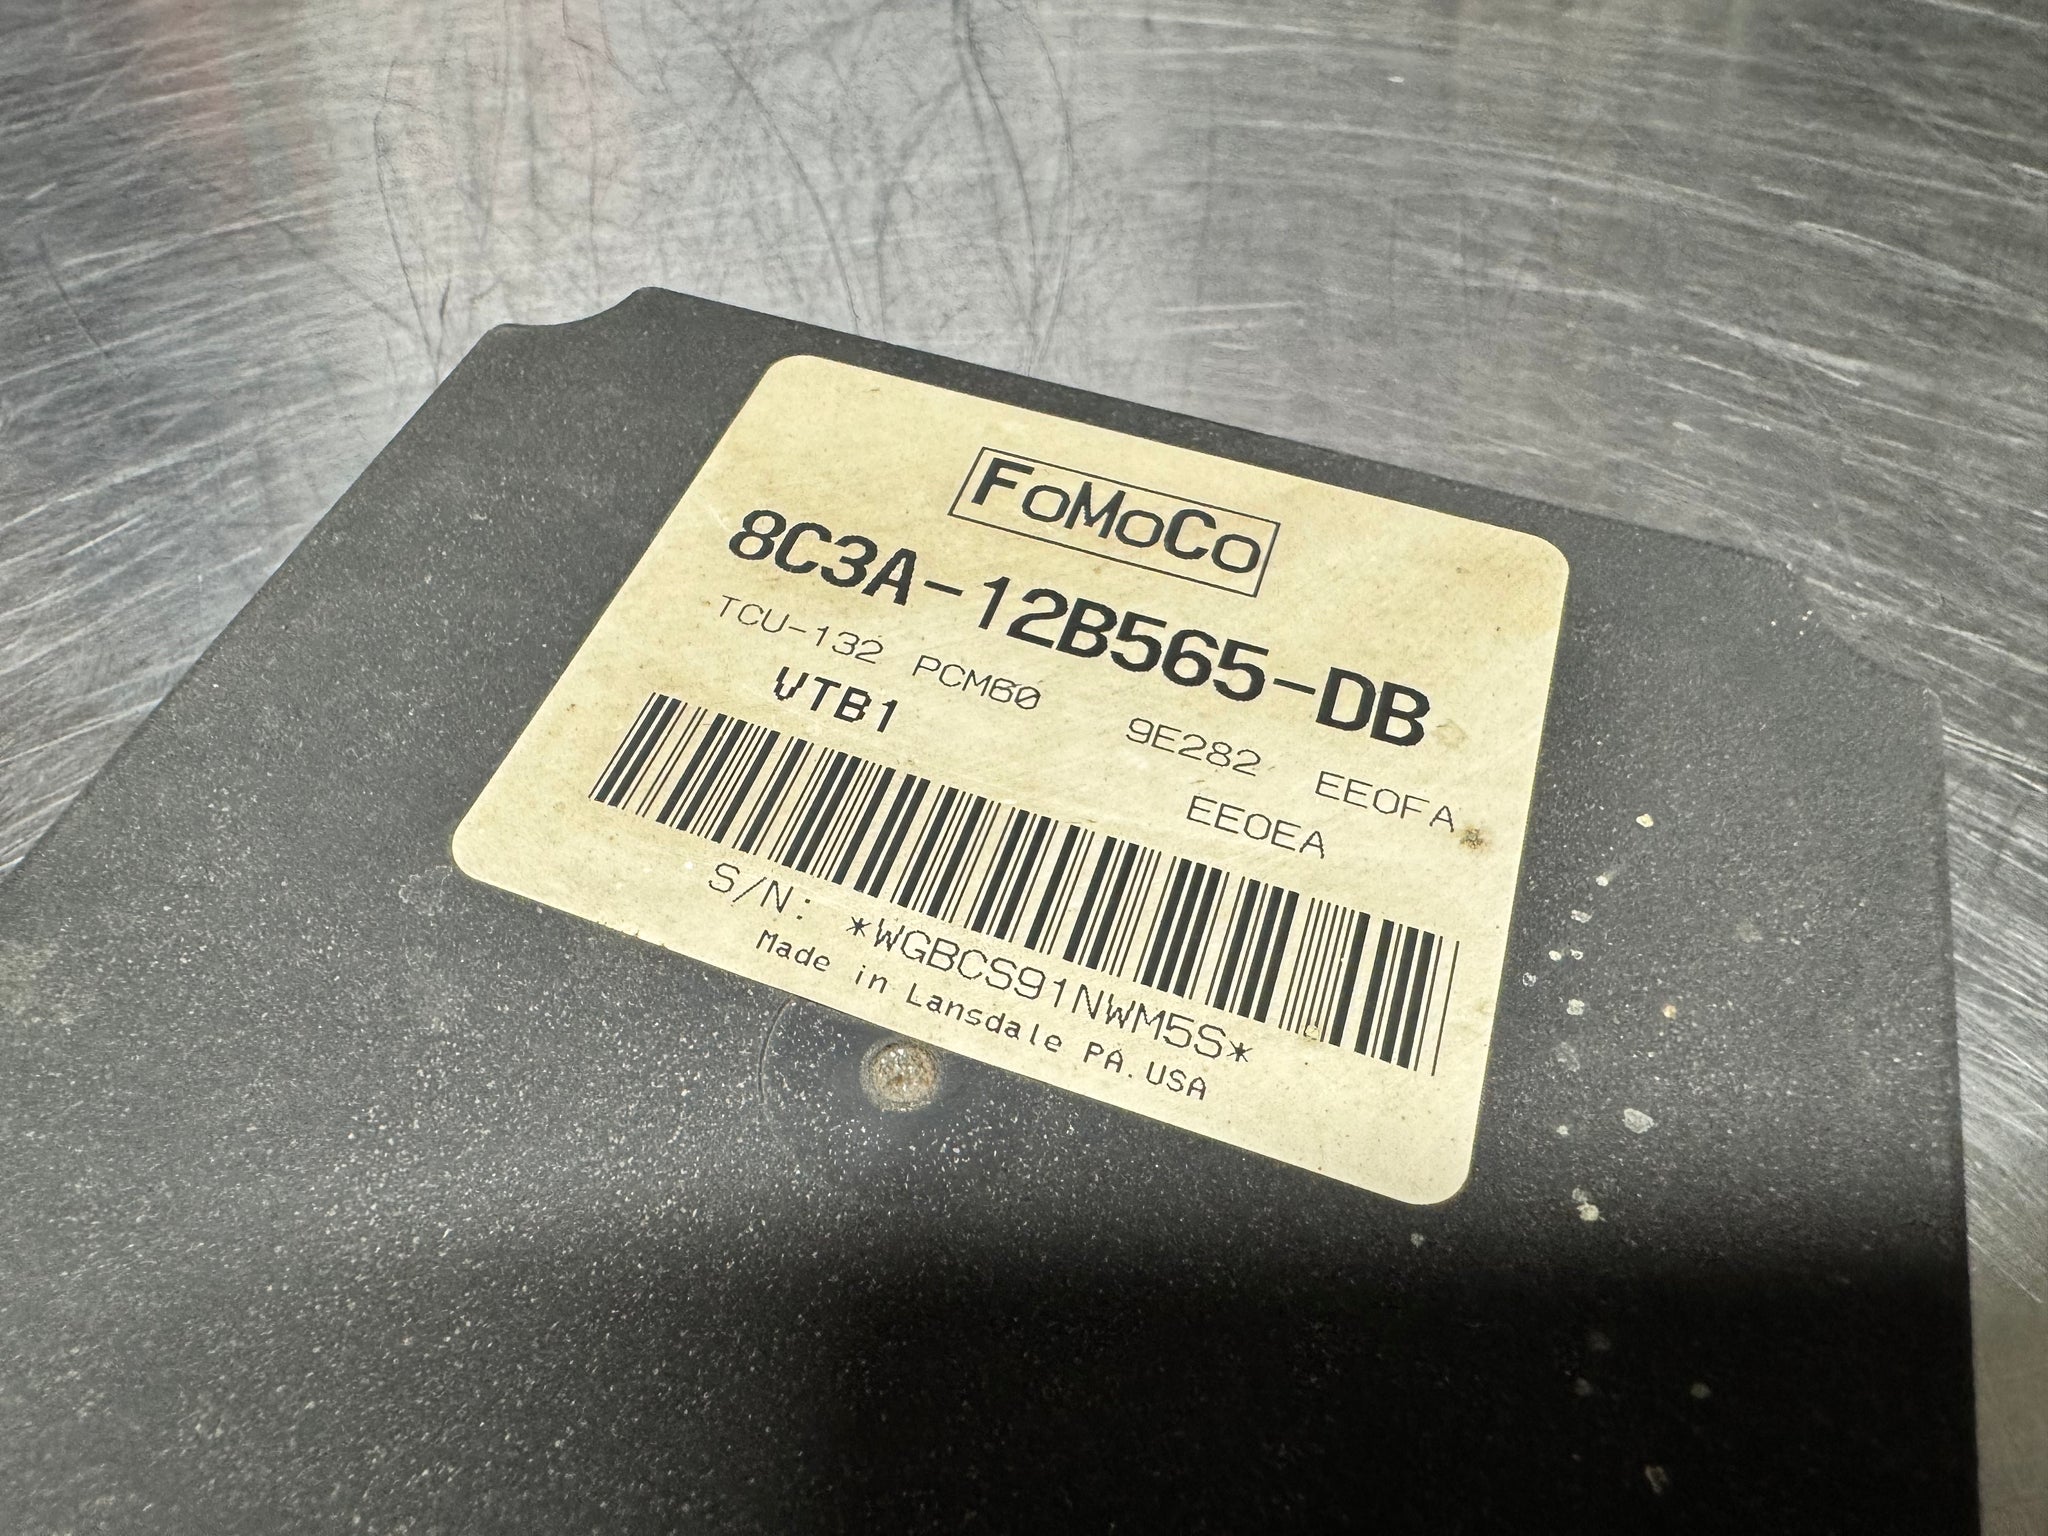 FoMoCo
8C3A-12B565-DB
TCU-132 PCM60 9E282 EE0FA
VTB1 EE0EA
S/N: *WGBCS91NWM5S*
Made in Lansdale PA. USA